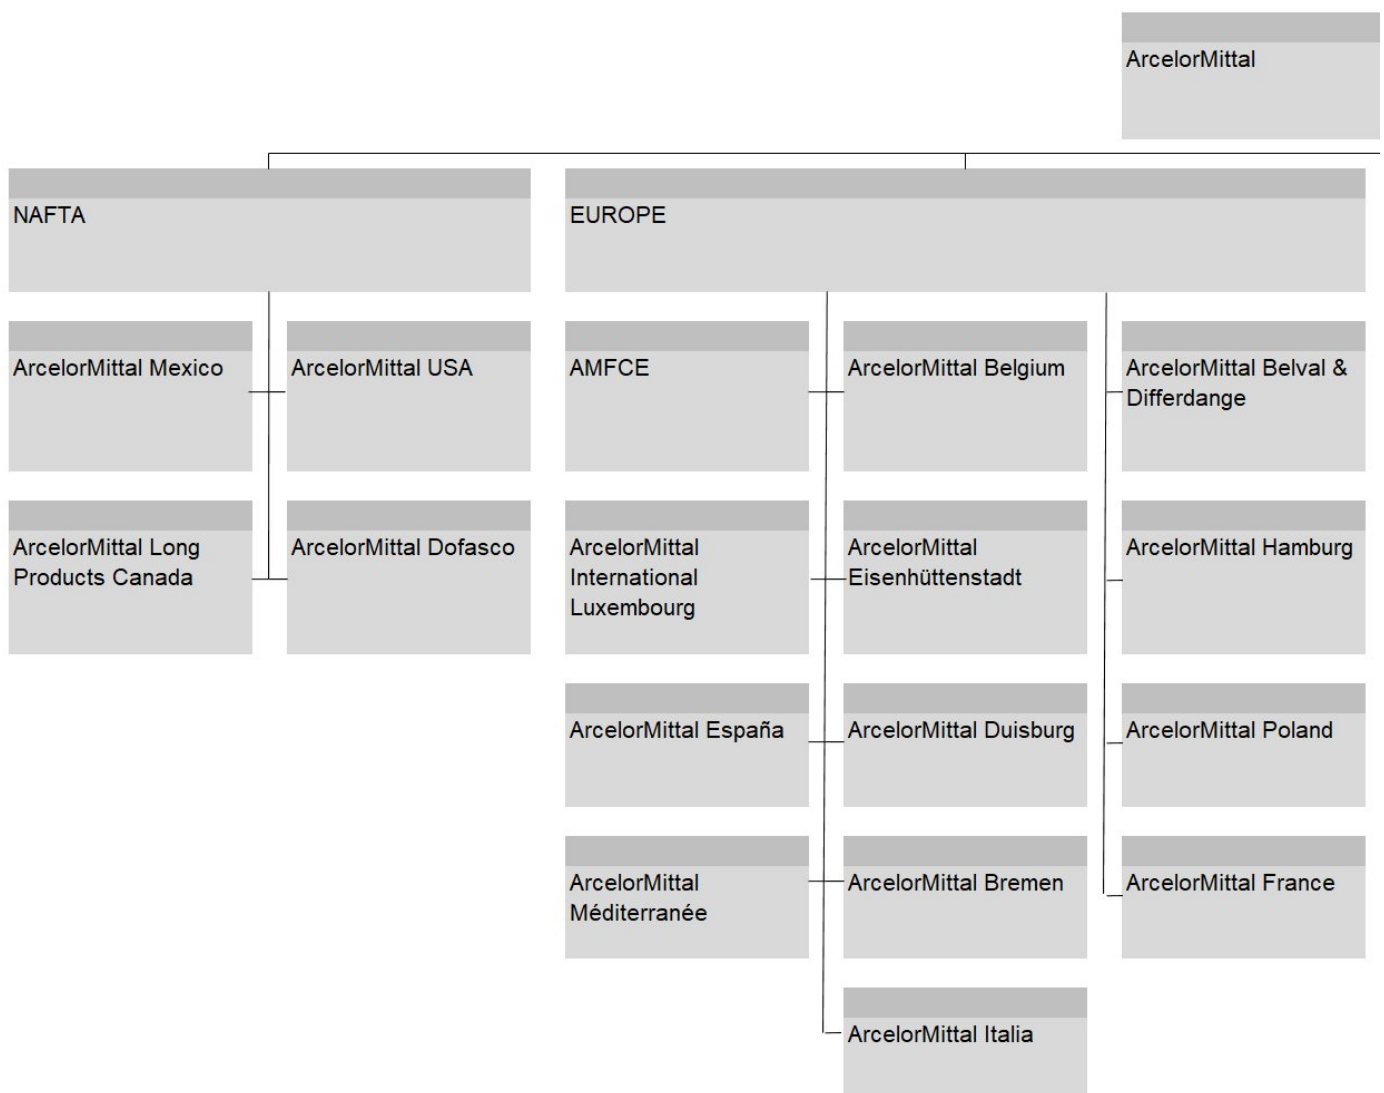 ArcelorMittal
NAFTA
EUROPE
ArcelorMittal Mexico
ArcelorMittal USA
AMFCE
ArcelorMittal Belgium
ArcelorMittal Belval &
Differdange
ArcelorMittal Long
Products Canada
ArcelorMittal Dofasco
ArcelorMittal
International
Luxembourg
ArcelorMittal
Eisenhüttenstadt
ArcelorMittal Hamburg
ArcelorMittal España
ArcelorMittal Duisburg
ArcelorMittal Poland
ArcelorMittal
Méditerranée
ArcelorMittal Bremen
ArcelorMittal France
ArcelorMittal Italia